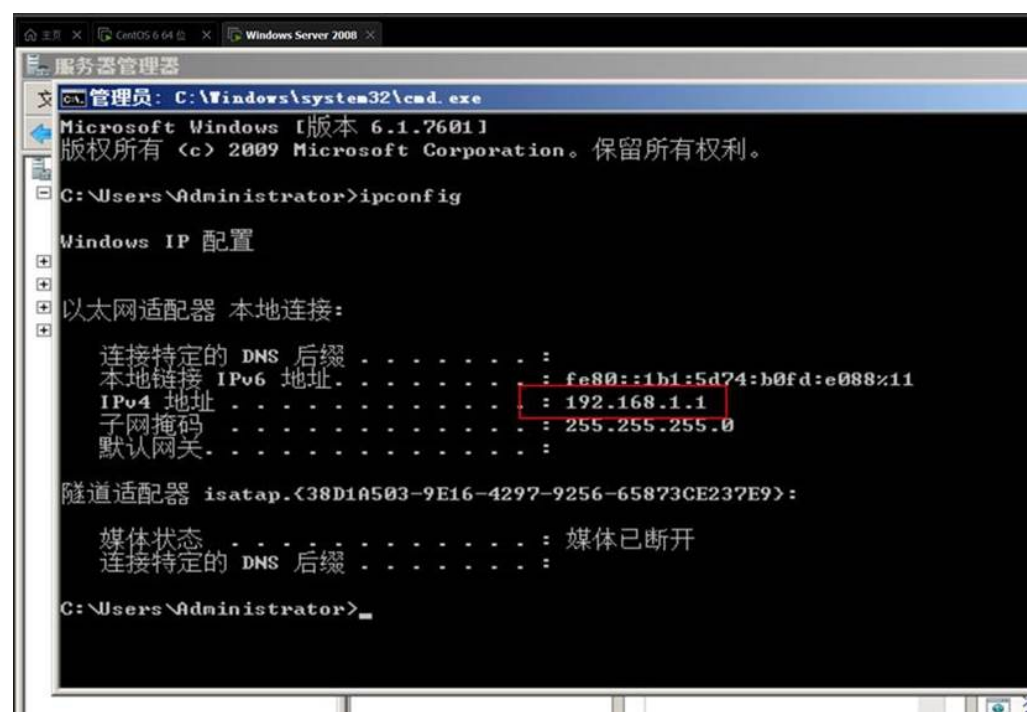 主页 × CentOS 6 64 位 × Windows Server 2008 ×
服务器管理器
文
管理员: C:\Windows\system32\cmd.exe
Microsoft Windows [版本 6.1.7601]
版权所有 (c) 2009 Microsoft Corporation。保留所有权利。
C:\Users\Administrator>ipconfig
Windows IP 配置
以太网适配器 本地连接:
连接特定的 DNS 后缀 . . . . . . . :
本地链接 IPv6 地址. . . . . . . . : fe80::1b1:5d74:b0fd:e088%11
IPv4 地址 . . . . . . . . . . . . : 192.168.1.1
子网掩码 . . . . . . . . . . . . : 255.255.255.0
默认网关. . . . . . . . . . . . . :
隧道适配器 isatap.{38D1A503-9E16-4297-9256-65873CE237E9}:
媒体状态 . . . . . . . . . . . . : 媒体已断开
连接特定的 DNS 后缀 . . . . . . . :
C:\Users\Administrator>_